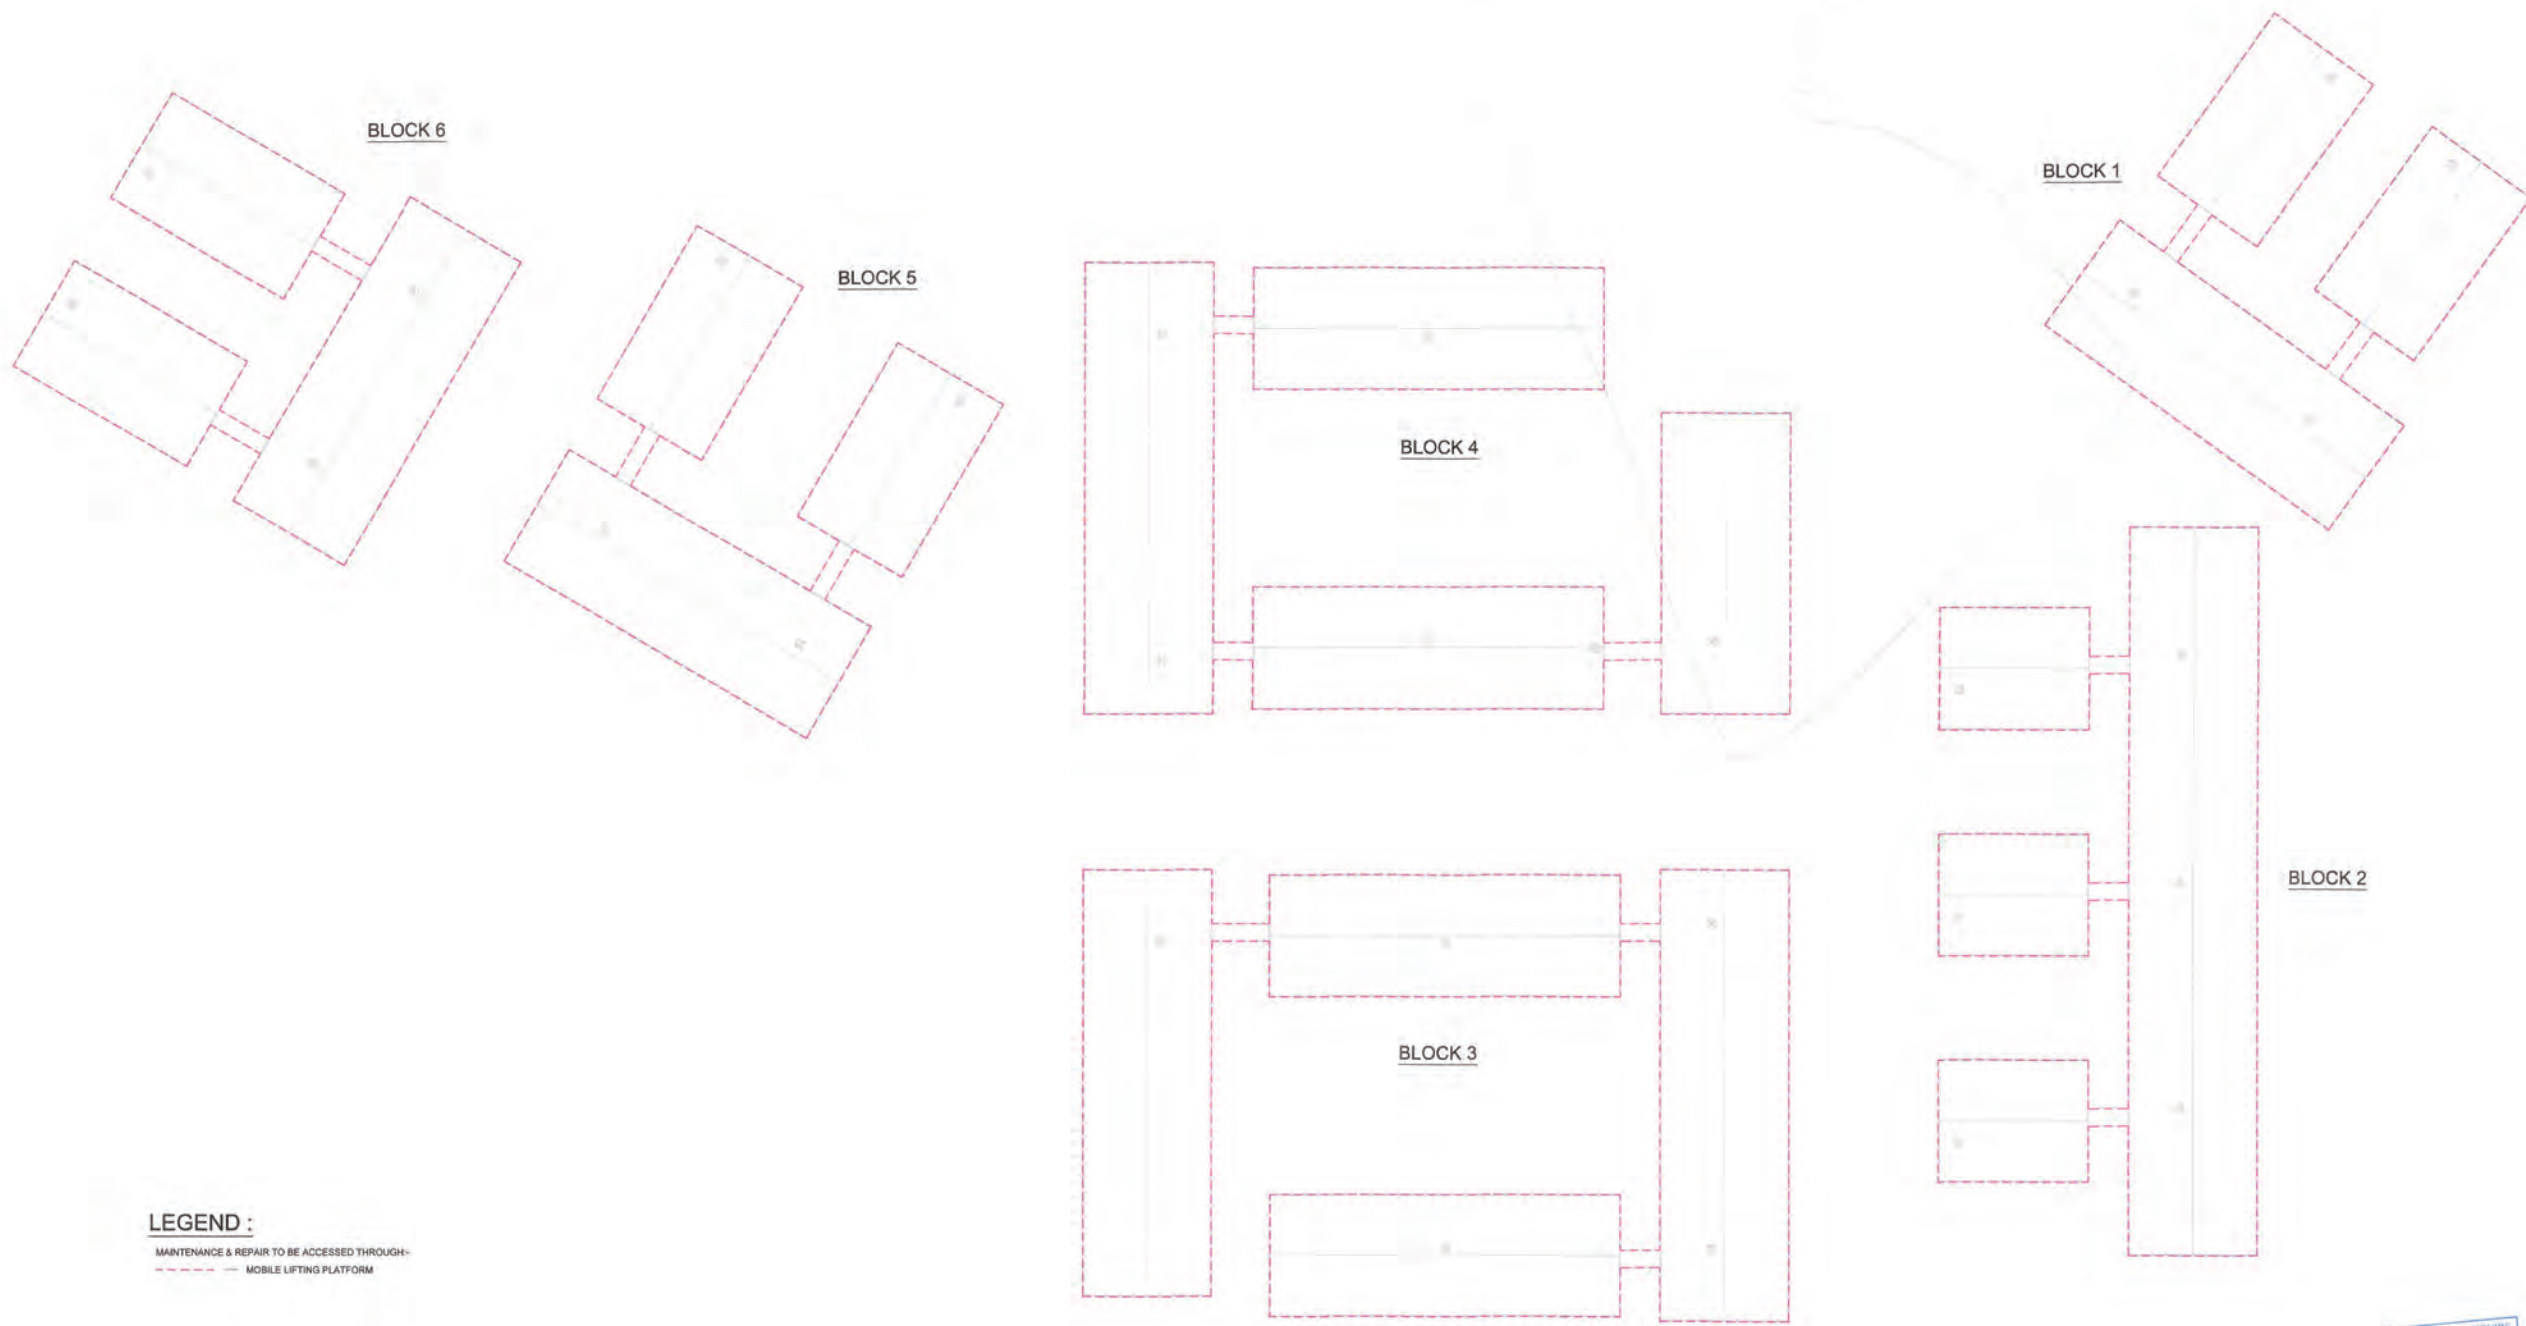 BLOCK 6
BLOCK 1
BLOCK 5
BLOCK 4
BLOCK 2
BLOCK 3
LEGEND :
MAINTENANCE & REPAIR TO BE ACCESSED THROUGH:-
MOBILE LIFTING PLATFORM